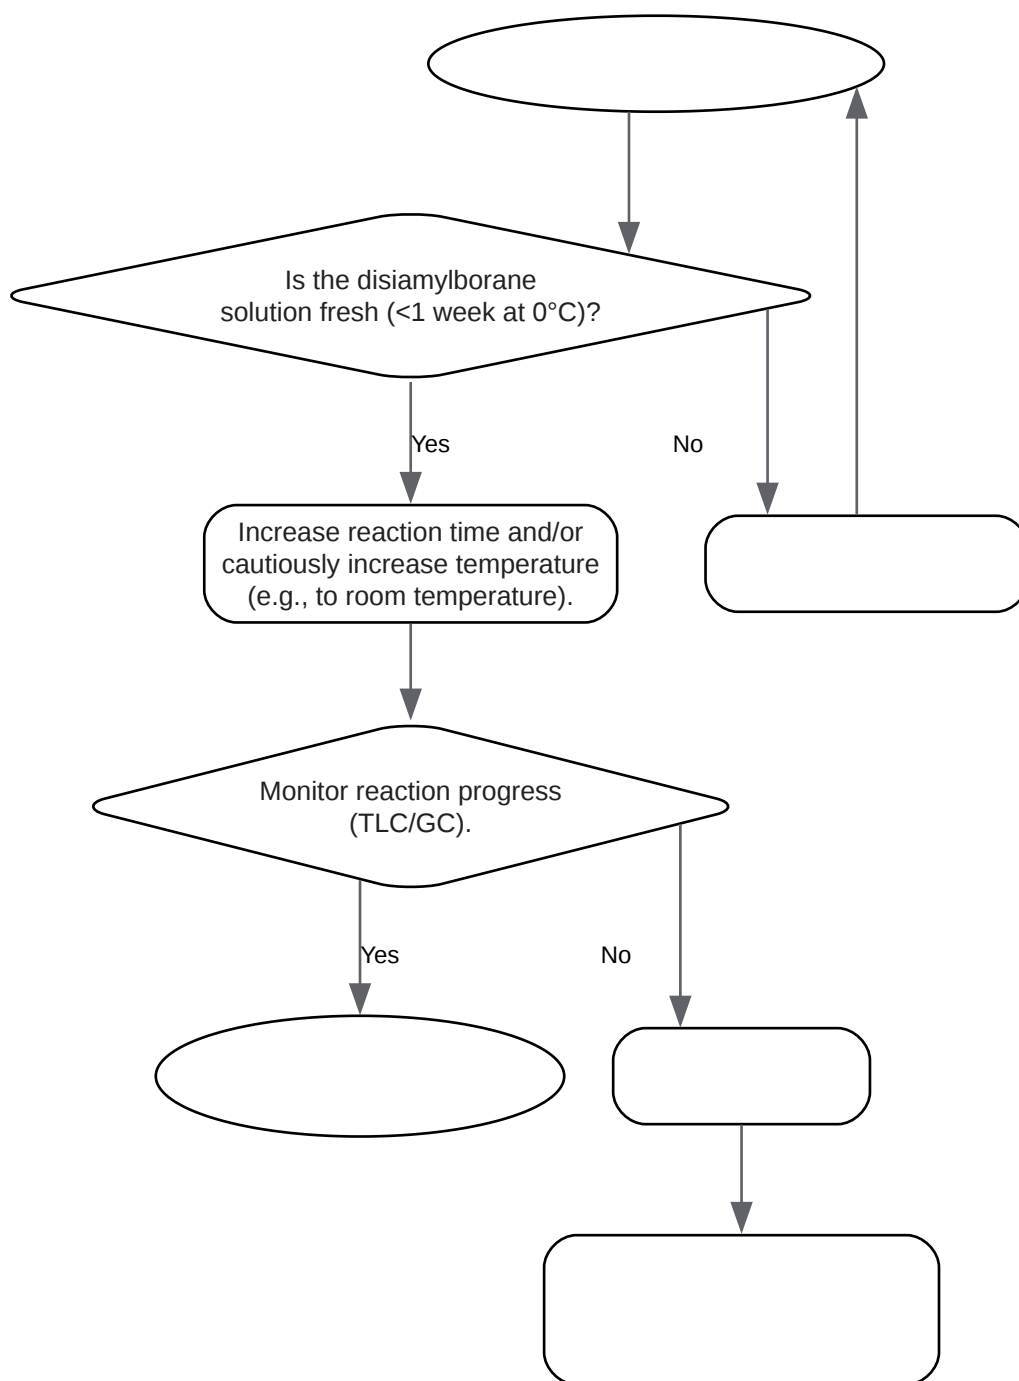 Is the disiamylborane
solution fresh (<1 week at 0°C)?
Yes
No
Increase reaction time and/or
cautiously increase temperature
(e.g., to room temperature).
Monitor reaction progress
(TLC/GC).
Yes
No